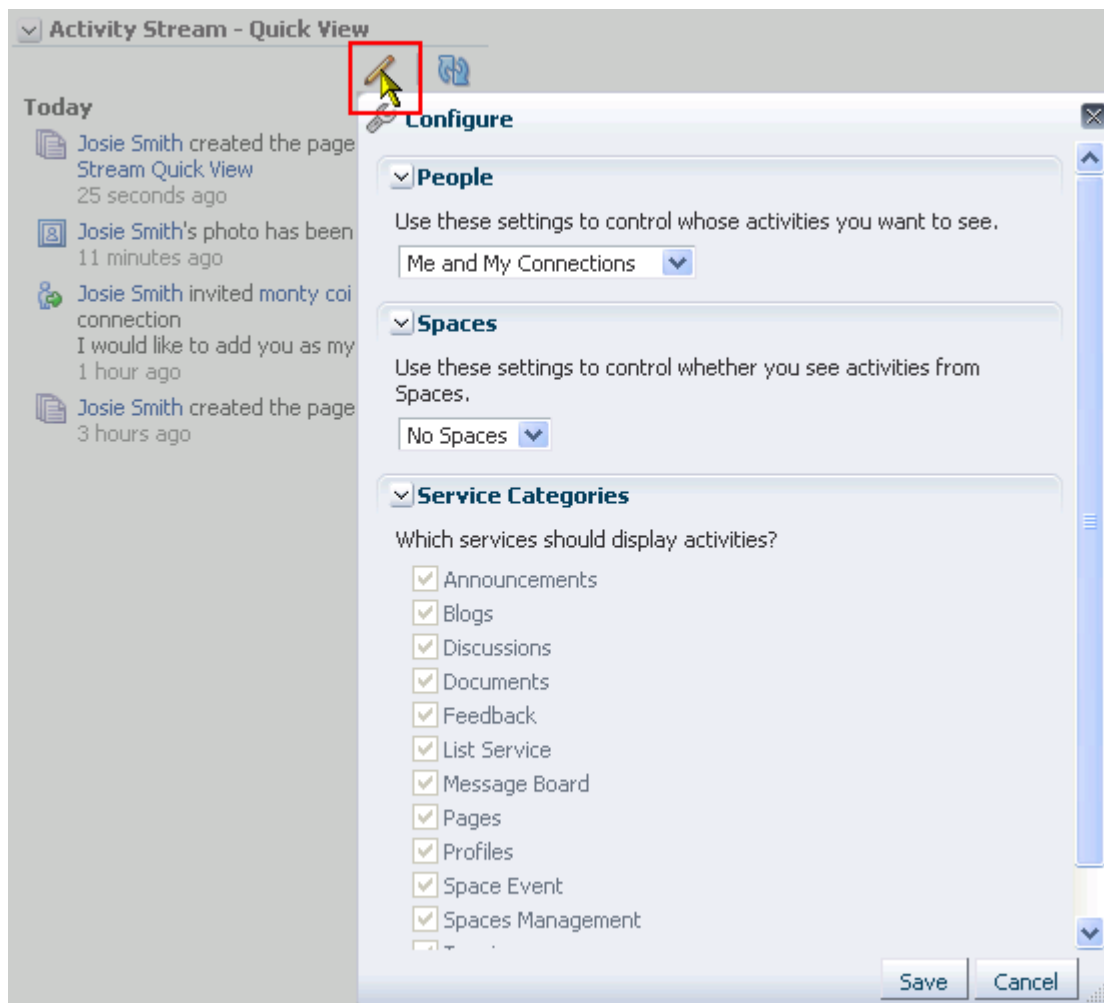 Activity Stream - Quick View
Today
Josie Smith created the page
Stream Quick View
25 seconds ago
Josie Smith's photo has been
11 minutes ago
Josie Smith invited monty coi
connection
I would like to add you as my
1 hour ago
Josie Smith created the page
3 hours ago
Configure
People
Use these settings to control whose activities you want to see.
Me and My Connections
Spaces
Use these settings to control whether you see activities from
Spaces.
No Spaces
Service Categories
Which services should display activities?
Announcements
Blogs
Discussions
Documents
Feedback
List Service
Message Board
Pages
Profiles
Space Event
Spaces Management
Save
Cancel